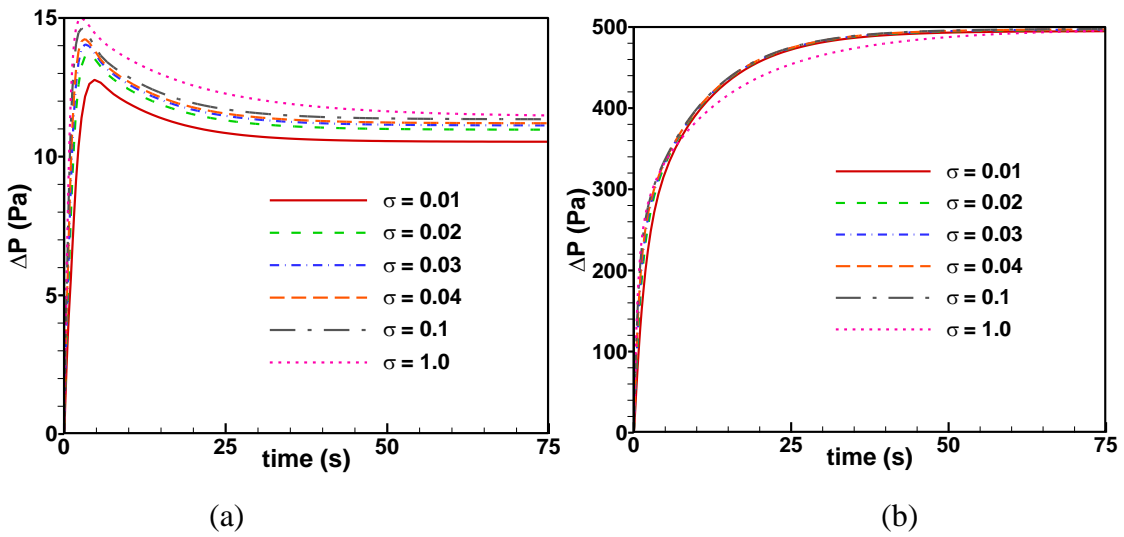 15
10
5
0
ΔP (Pa)
0
25
50
75
time (s)
σ = 0.01
σ = 0.02
σ = 0.03
σ = 0.04
σ = 0.1
σ = 1.0
(a)
500
400
300
200
100
0
ΔP (Pa)
0
25
50
75
time (s)
σ = 0.01
σ = 0.02
σ = 0.03
σ = 0.04
σ = 0.1
σ = 1.0
(b)